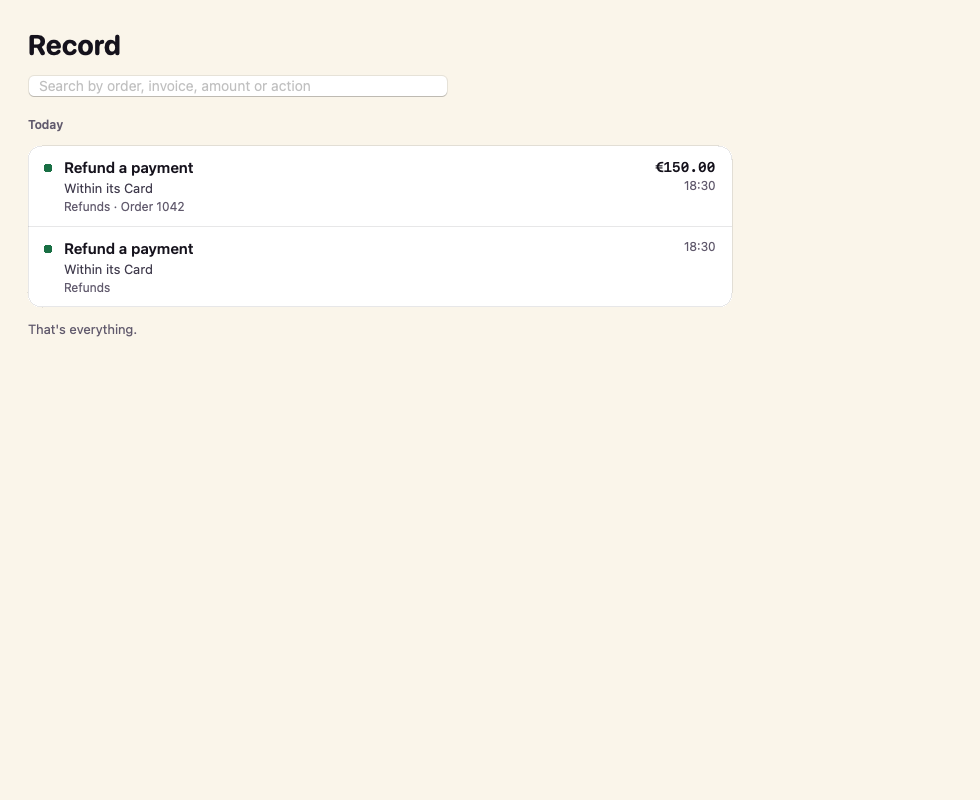 Record
Search by order, invoice, amount or action
Today
Refund a payment
€150.00
Within its Card
18:30
Refunds · Order 1042
Refund a payment
18:30
Within its Card
Refunds
That's everything.